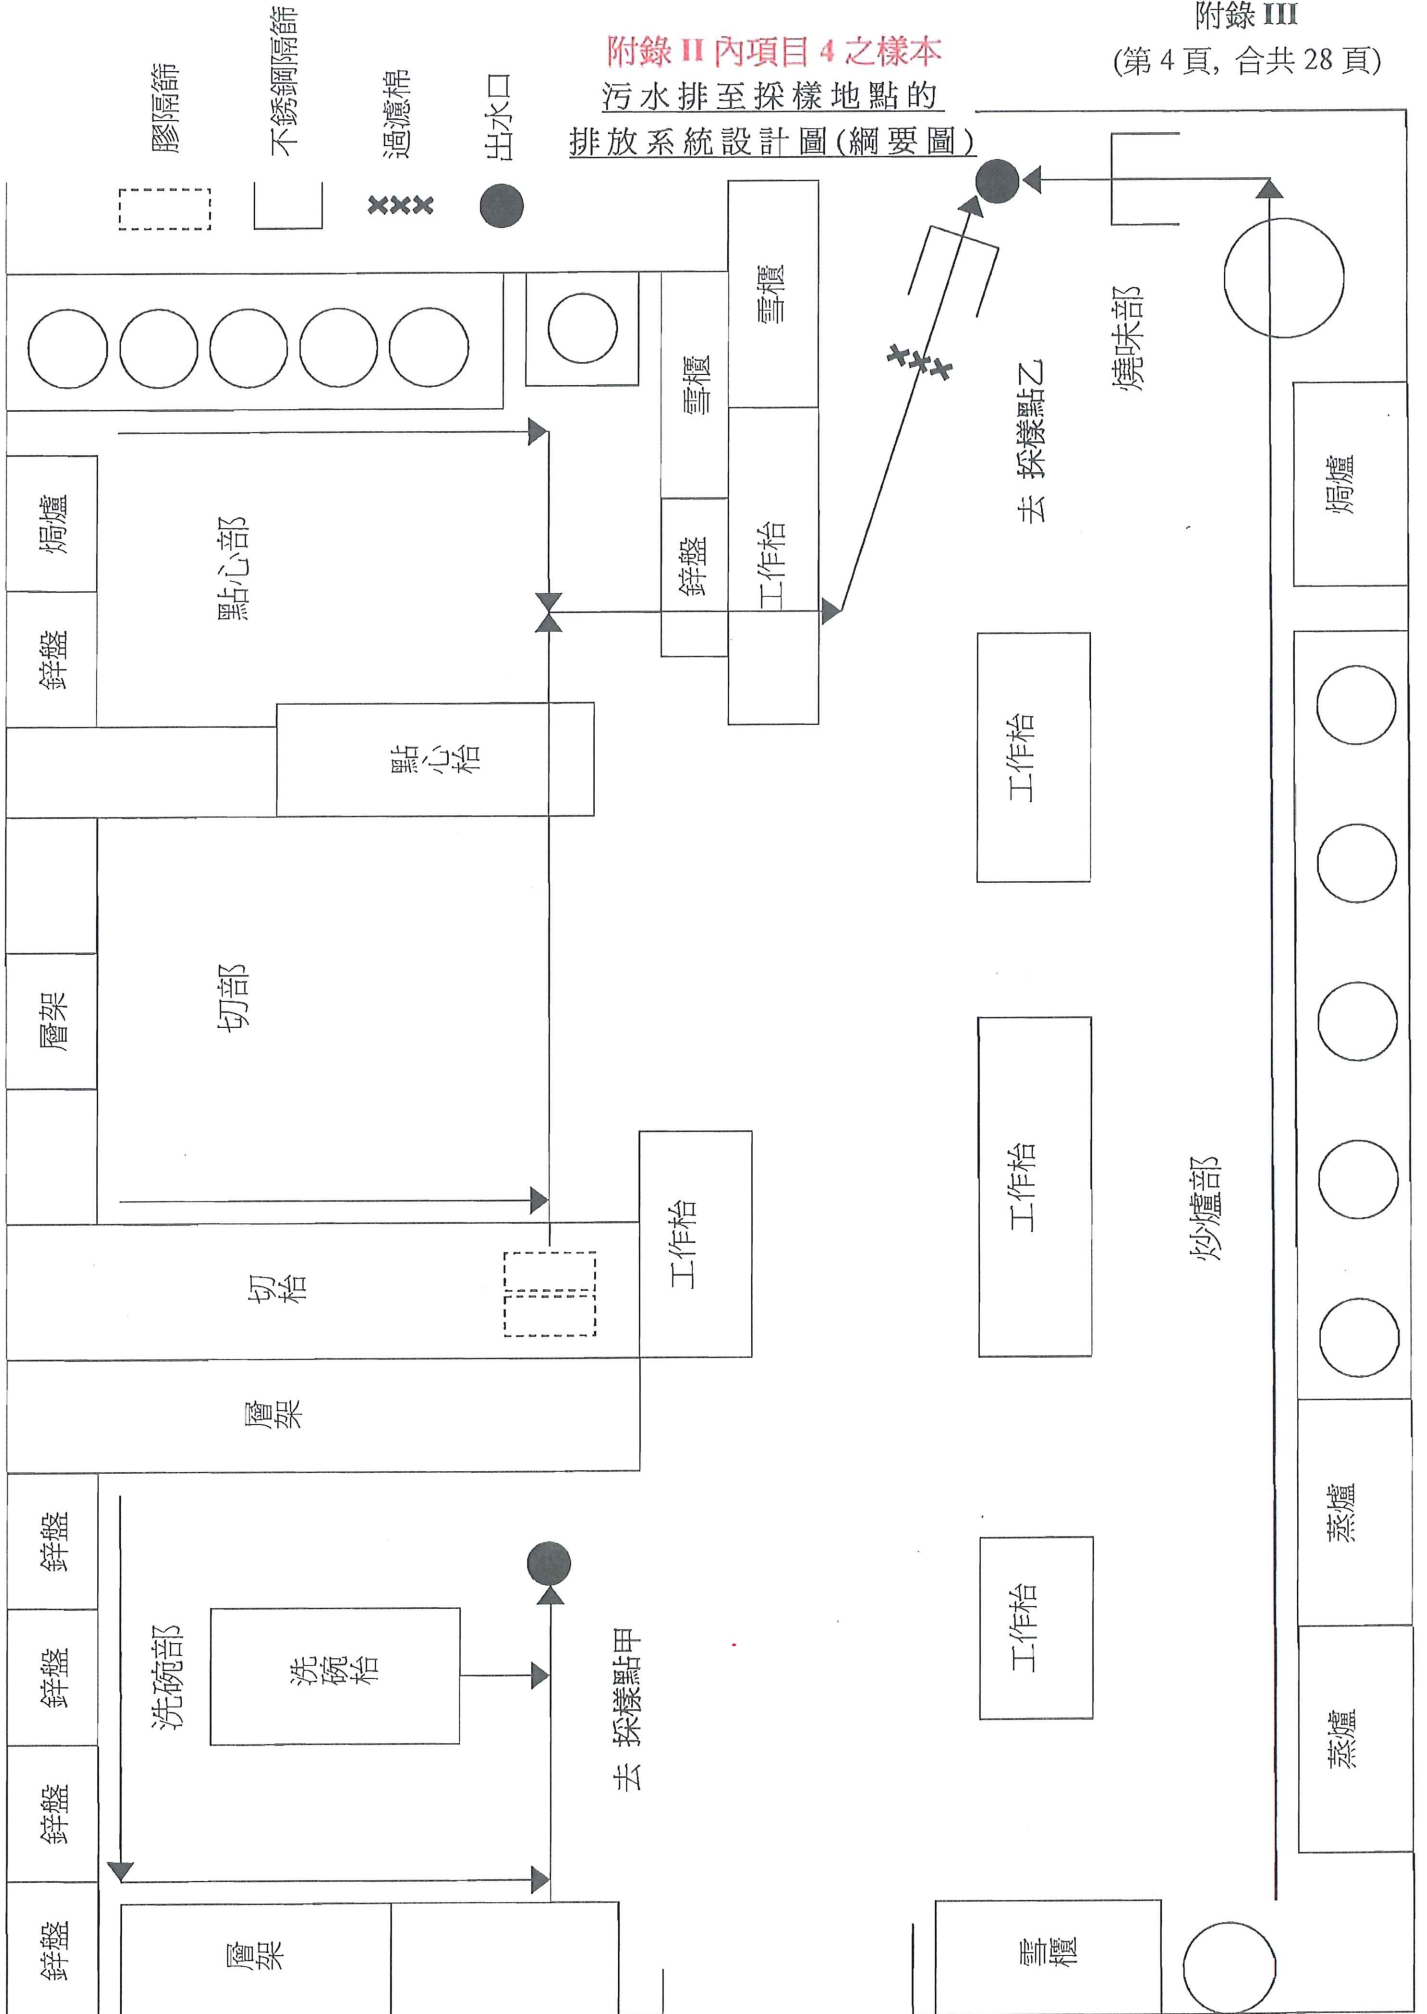 附錄 III
(第 4 頁, 合共 28 頁)
附錄 II 內項目 4 之樣本
污水排至採樣地點的
排放系統設計圖(綱要圖)
膠隔篩
不銹鋼隔篩
過濾棉
出水口
雪櫃
雪櫃
燒味部
去 採樣點乙
焗爐
點心部
鋅盤
工作枱
焗爐
鋅盤
點心枱
工作枱
層架
切部
工作枱
工作枱
炒爐部
切枱
層架
鋅盤
蒸爐
鋅盤
洗碗部
洗碗枱
去 採樣點甲
工作枱
鋅盤
蒸爐
鋅盤
層架
雪櫃